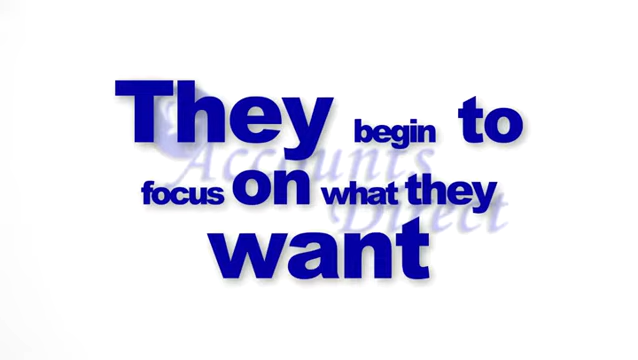 They begin to
Accounts
focus on what they
Direct
want